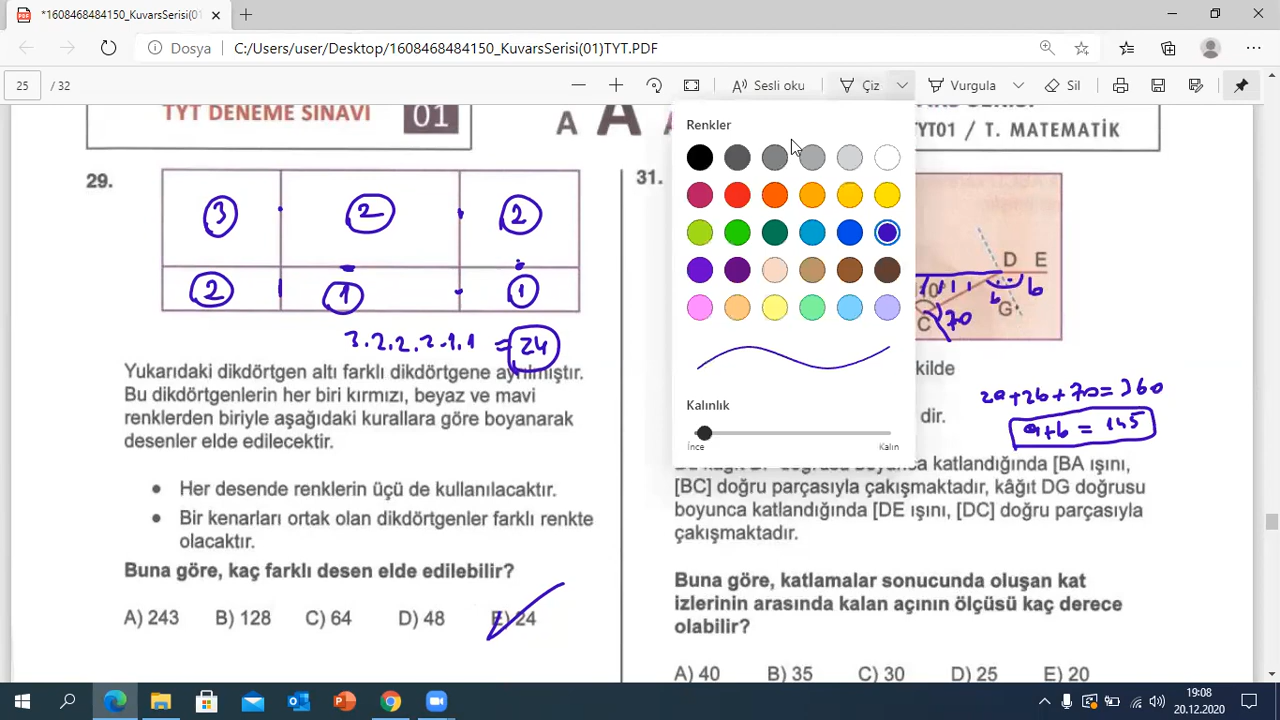 *1608468484150_KuvarsSerisi(01)
Dosya
C:/Users/user/Desktop/1608468484150_KuvarsSerisi(01)TYT.PDF
25 / 32
Sesli oku
Çiz
Vurgula
Sil
TYT DENEME SINAVI 01
A A
TYT01 / T. MATEMATİK
Renkler
Kalınlık
İnce
Kalın
29.
3 2 2
2 1 1
3.2.2.2.1.1 = 24
Yukarıdaki dikdörtgen altı farklı dikdörtgene ayrılmıştır.
Bu dikdörtgenlerin her biri kırmızı, beyaz ve mavi
renklerden biriyle aşağıdaki kurallara göre boyanarak
desenler elde edilecektir.
• Her desende renklerin üçü de kullanılacaktır.
• Bir kenarları ortak olan dikdörtgenler farklı renkte
olacaktır.
Buna göre, kaç farklı desen elde edilebilir?
A) 243 B) 128 C) 64 D) 48 E) 24
31.
D E
b b
C 70 G
kilde
2a+2b+70=360
dir.
a+b = 145
doğrusu boyunca katlandığında [BA ışını,
[BC] doğru parçasıyla çakışmaktadır, kâğıt DG doğrusu
boyunca katlandığında [DE ışını, [DC] doğru parçasıyla
çakışmaktadır.
Buna göre, katlamalar sonucunda oluşan kat
izlerinin arasında kalan açının ölçüsü kaç derece
olabilir?
A) 40 B) 35 C) 30 D) 25 E) 20
19:08
20.12.2020